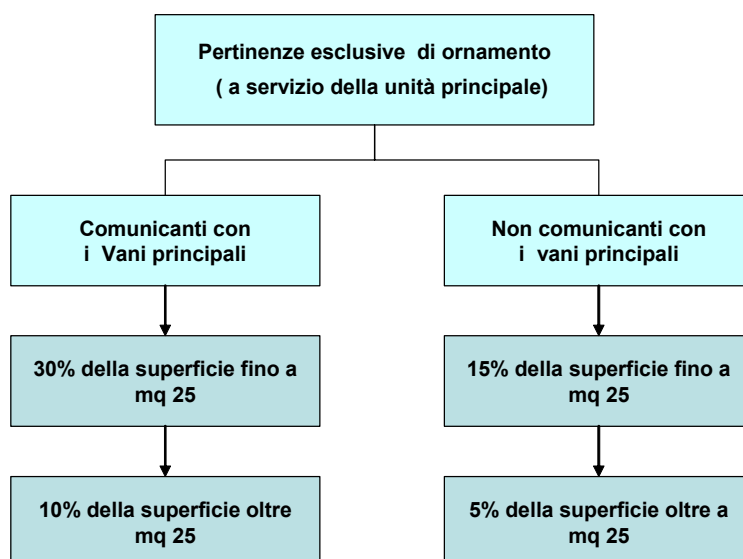 Pertinenze esclusive di ornamento
( a servizio della unità principale)
Comunicanti con
i Vani principali
Non comunicanti con
i vani principali
30% della superficie fino a
mq 25
15% della superficie fino a
mq 25
10% della superficie oltre
mq 25
5% della superficie oltre a
mq 25